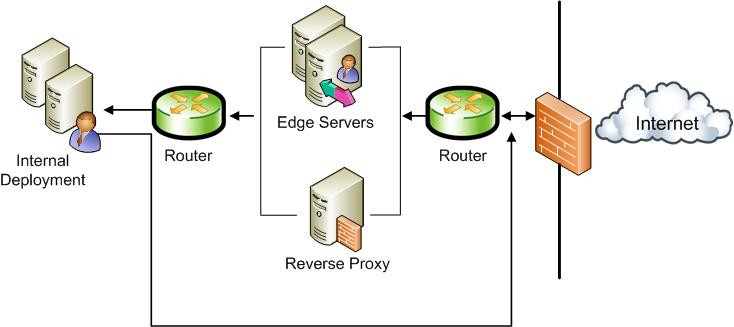 Internal
Deployment
Router
Edge Servers
Reverse Proxy
Router
Internet